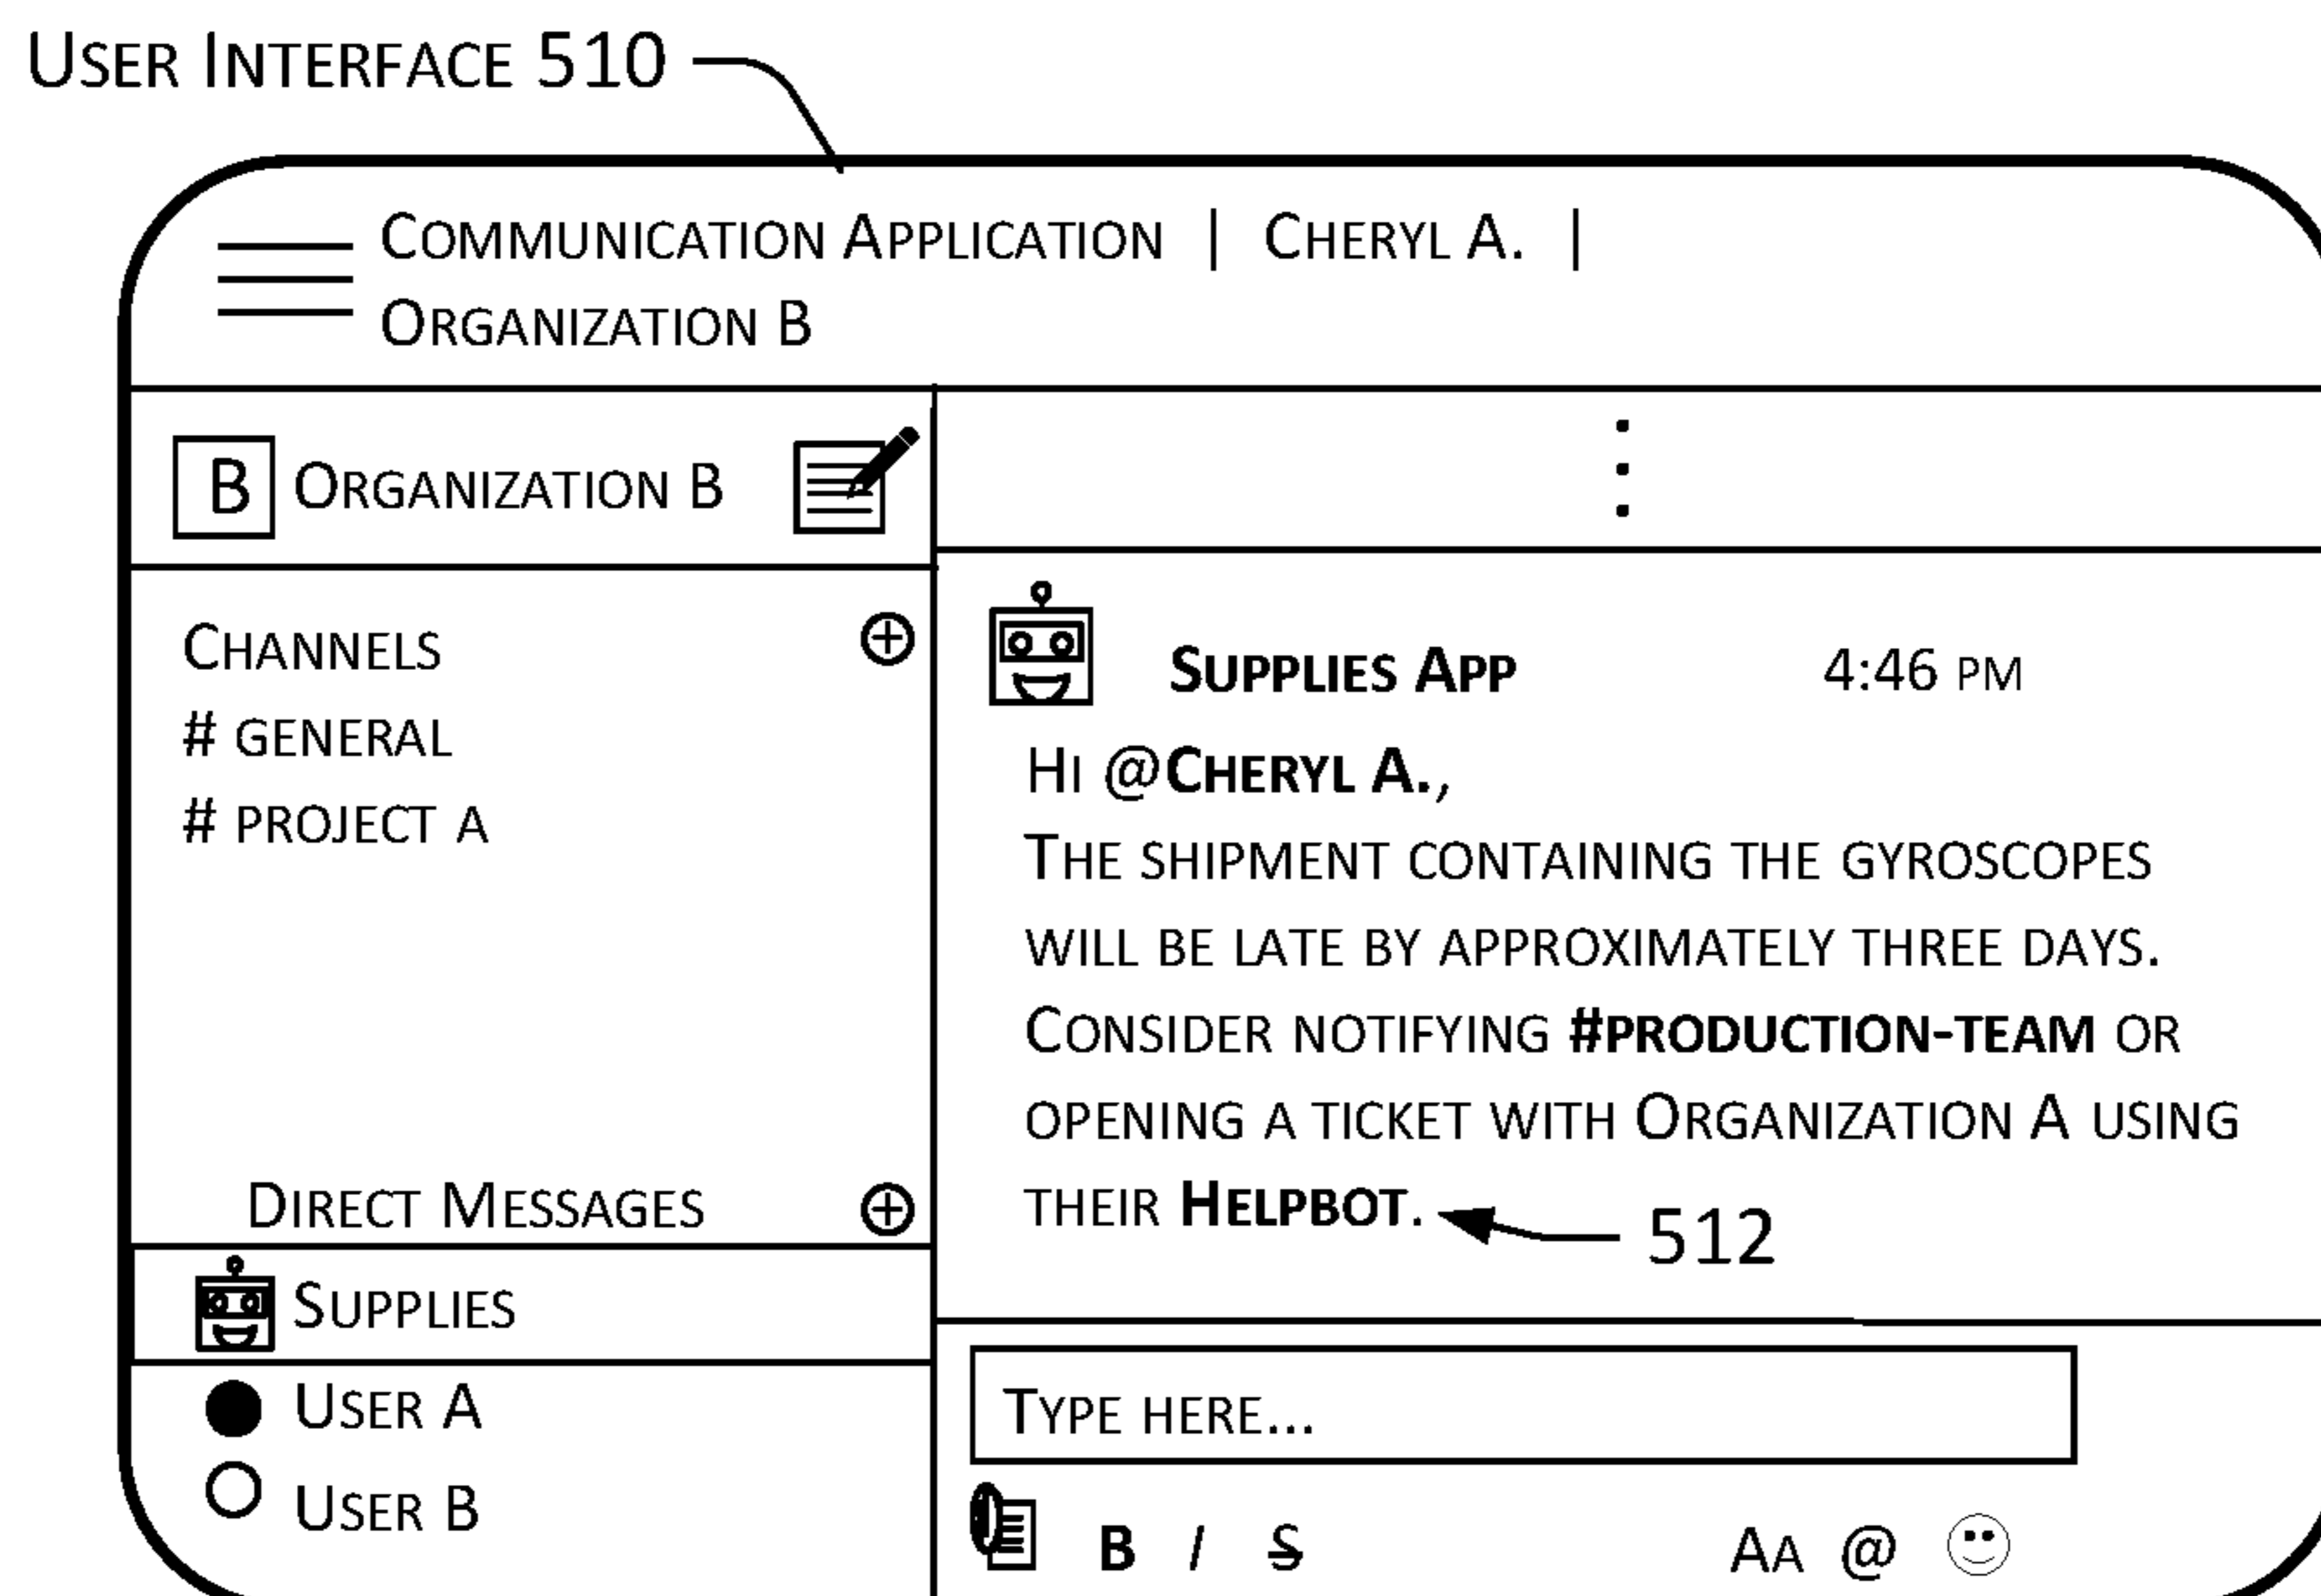 User Interface 510
Communication Application | Cheryl A. |
Organization B
B Organization B
Channels
# general
# project a
Direct Messages
Supplies
User A
User B
Supplies App 4:46 pm
Hi @Cheryl A.,
The shipment containing the gyroscopes
will be late by approximately three days.
Consider notifying #production-team or
opening a ticket with Organization A using
their Helpbot.
512
Type here...
B I S Aa @